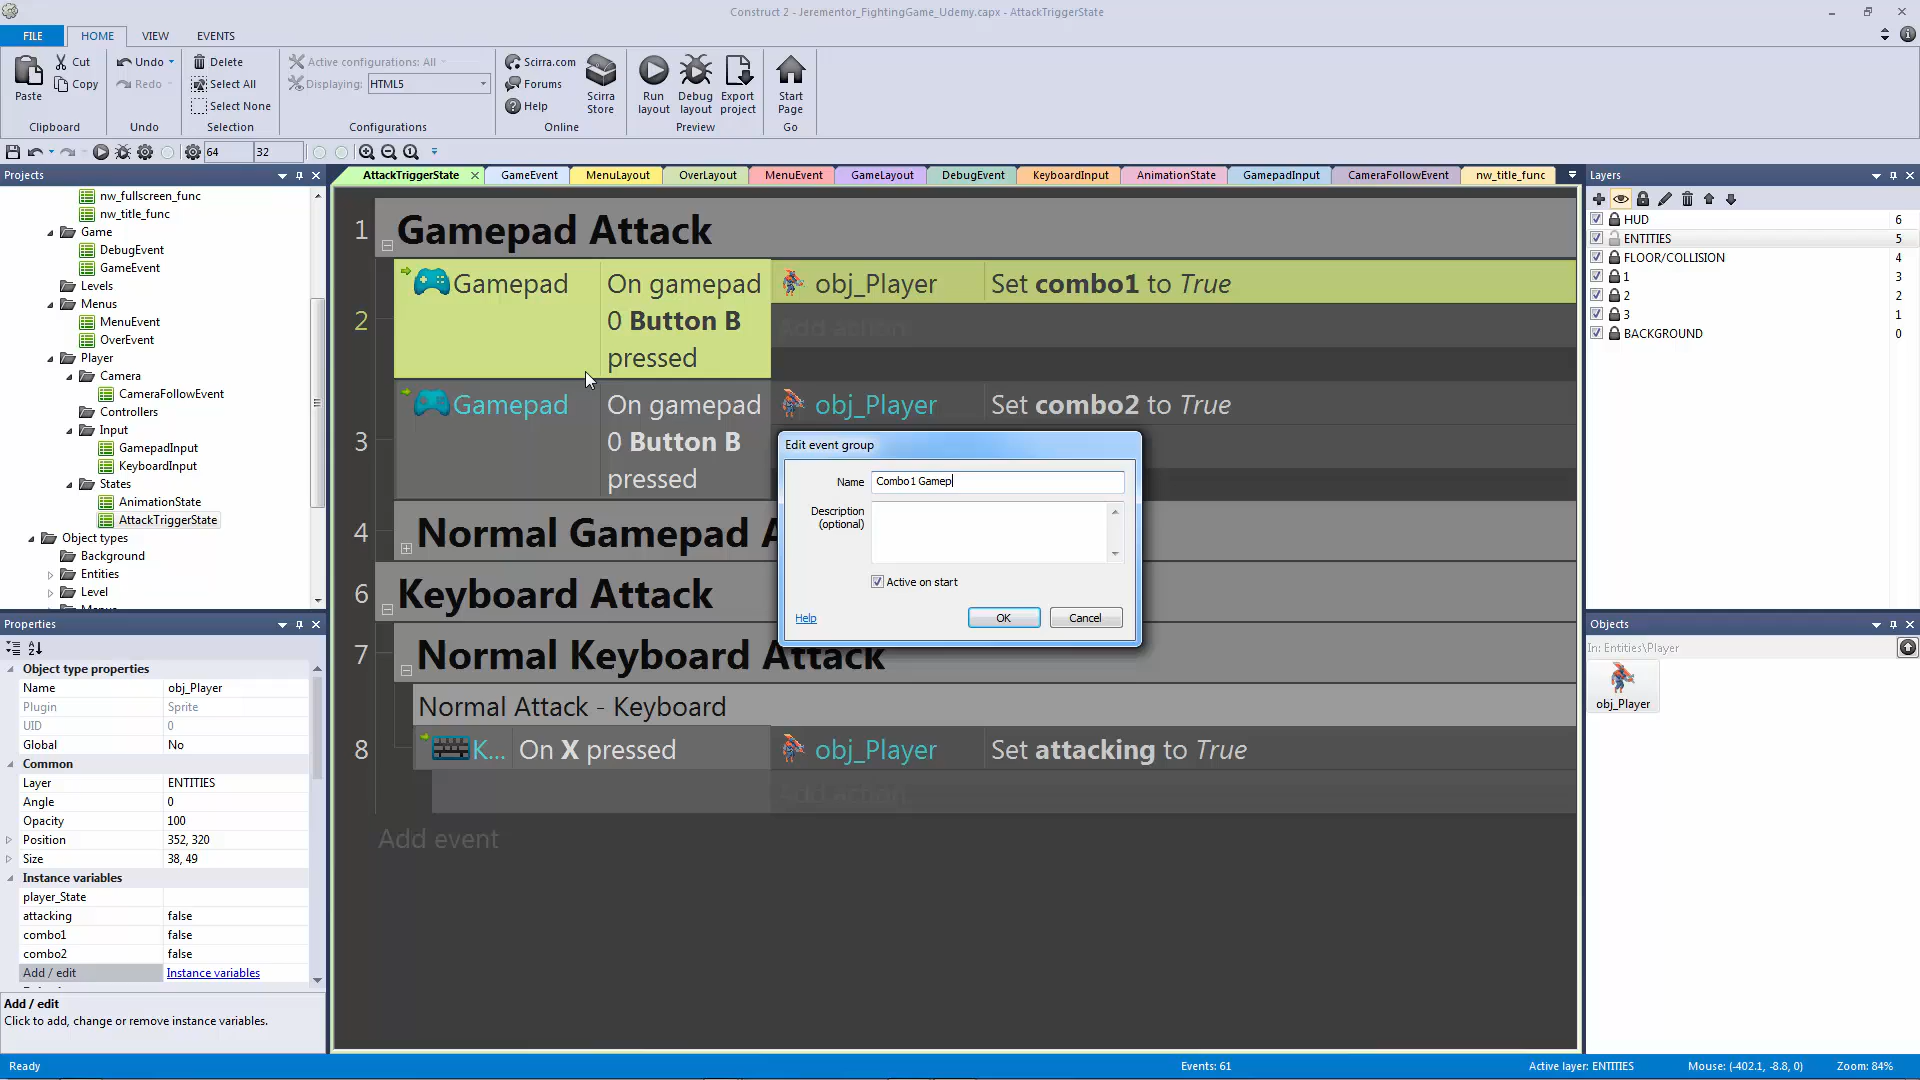 Construct 2 - Jerementor_FightingGame_Udemy.capx - AttackTriggerState
FILE HOME VIEW EVENTS
Paste
Cut
Copy
Clipboard
Undo
Redo
Undo
Delete
Select All
Select None
Selection
Active configurations: All
Displaying: HTML5
Configurations
Scirra.com
Forums
Help
Scirra Store
Online
Run layout
Debug layout
Export project
Preview
Start Page
Go
64 32
Projects
nw_fullscreen_func
nw_title_func
Game
DebugEvent
GameEvent
Levels
Menus
MenuEvent
OverEvent
Player
Camera
CameraFollowEvent
Controllers
Input
GamepadInput
KeyboardInput
States
AnimationState
AttackTriggerState
Object types
Background
Entities
Level
Properties
Object type properties
Name obj_Player
Plugin Sprite
UID 0
Global No
Common
Layer ENTITIES
Angle 0
Opacity 100
Position 352, 320
Size 38, 49
Instance variables
player_State
attacking false
combo1 false
combo2 false
Add / edit Instance variables
Add / edit
Click to add, change or remove instance variables.
AttackTriggerState GameEvent MenuLayout OverLayout MenuEvent GameLayout DebugEvent KeyboardInput AnimationState GamepadInput CameraFollowEvent nw_title_func
1 Gamepad Attack
2 Gamepad On gamepad 0 Button B pressed obj_Player Set combo1 to True
Add action
3 Gamepad On gamepad 0 Button B pressed obj_Player Set combo2 to True
4 Normal Gamepad A
6 Keyboard Attack
7 Normal Keyboard Attack
Normal Attack - Keyboard
8 K... On X pressed obj_Player Set attacking to True
Add Action
Add event
Edit event group
Name Combo1 Gamep
Description (optional)
Active on start
Help OK Cancel
Layers
HUD 6
ENTITIES 5
FLOOR/COLLISION 4
1 3
2 2
3 1
BACKGROUND 0
Objects
In: Entities\Player
obj_Player
Ready Events: 61 Active layer: ENTITIES Mouse: (-402.1, -8.8, 0) Zoom: 84%